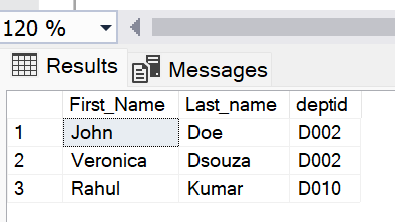 120 %
Results Messages
First_Name Last_name deptid
1 John Doe D002
2 Veronica Dsouza D002
3 Rahul Kumar D010